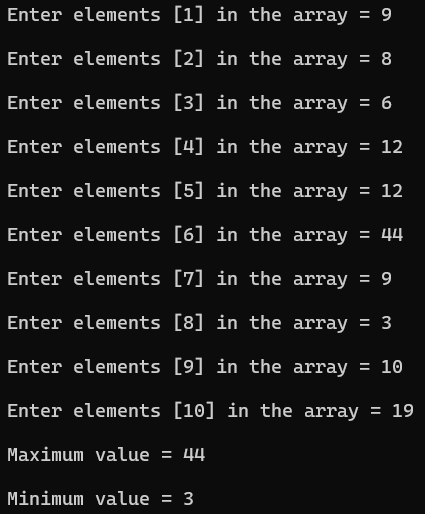 Enter elements [1] in the array = 9
Enter elements [2] in the array = 8
Enter elements [3] in the array = 6
Enter elements [4] in the array = 12
Enter elements [5] in the array = 12
Enter elements [6] in the array = 44
Enter elements [7] in the array = 9
Enter elements [8] in the array = 3
Enter elements [9] in the array = 10
Enter elements [10] in the array = 19
Maximum value = 44
Minimum value = 3